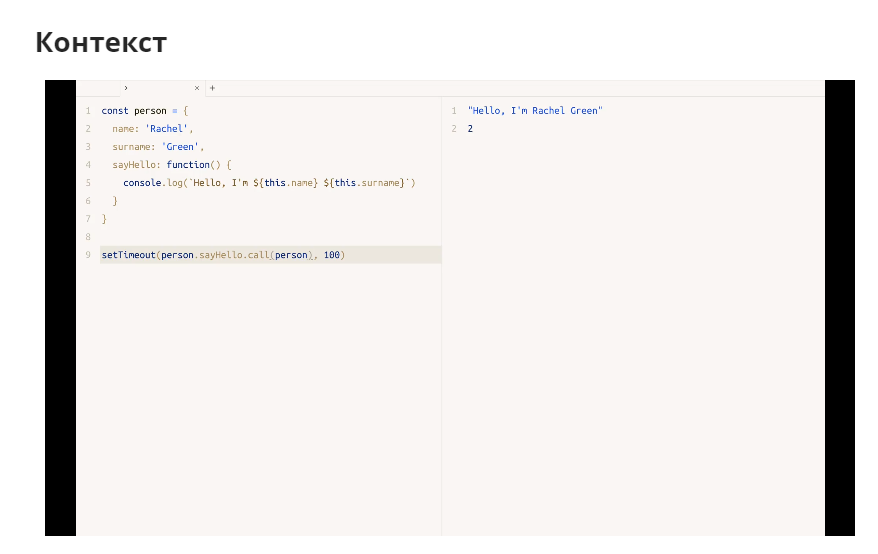 Контекст
› × +
1 const person = {
2 name: 'Rachel',
3 surname: 'Green',
4 sayHello: function() {
5 console.log(`Hello, I'm ${this.name} ${this.surname}`)
6 }
7 }
8
9 setTimeout(person.sayHello.call(person), 100)
1 "Hello, I'm Rachel Green"
2 2